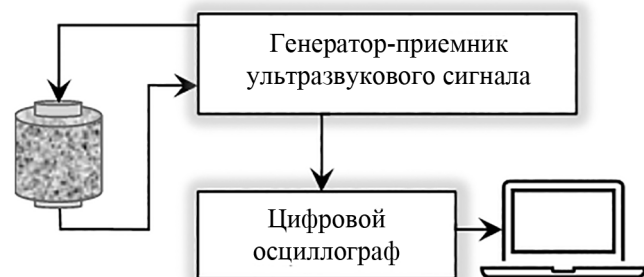 Генератор-приемник
ультразвукового сигнала
Цифровой
осциллограф